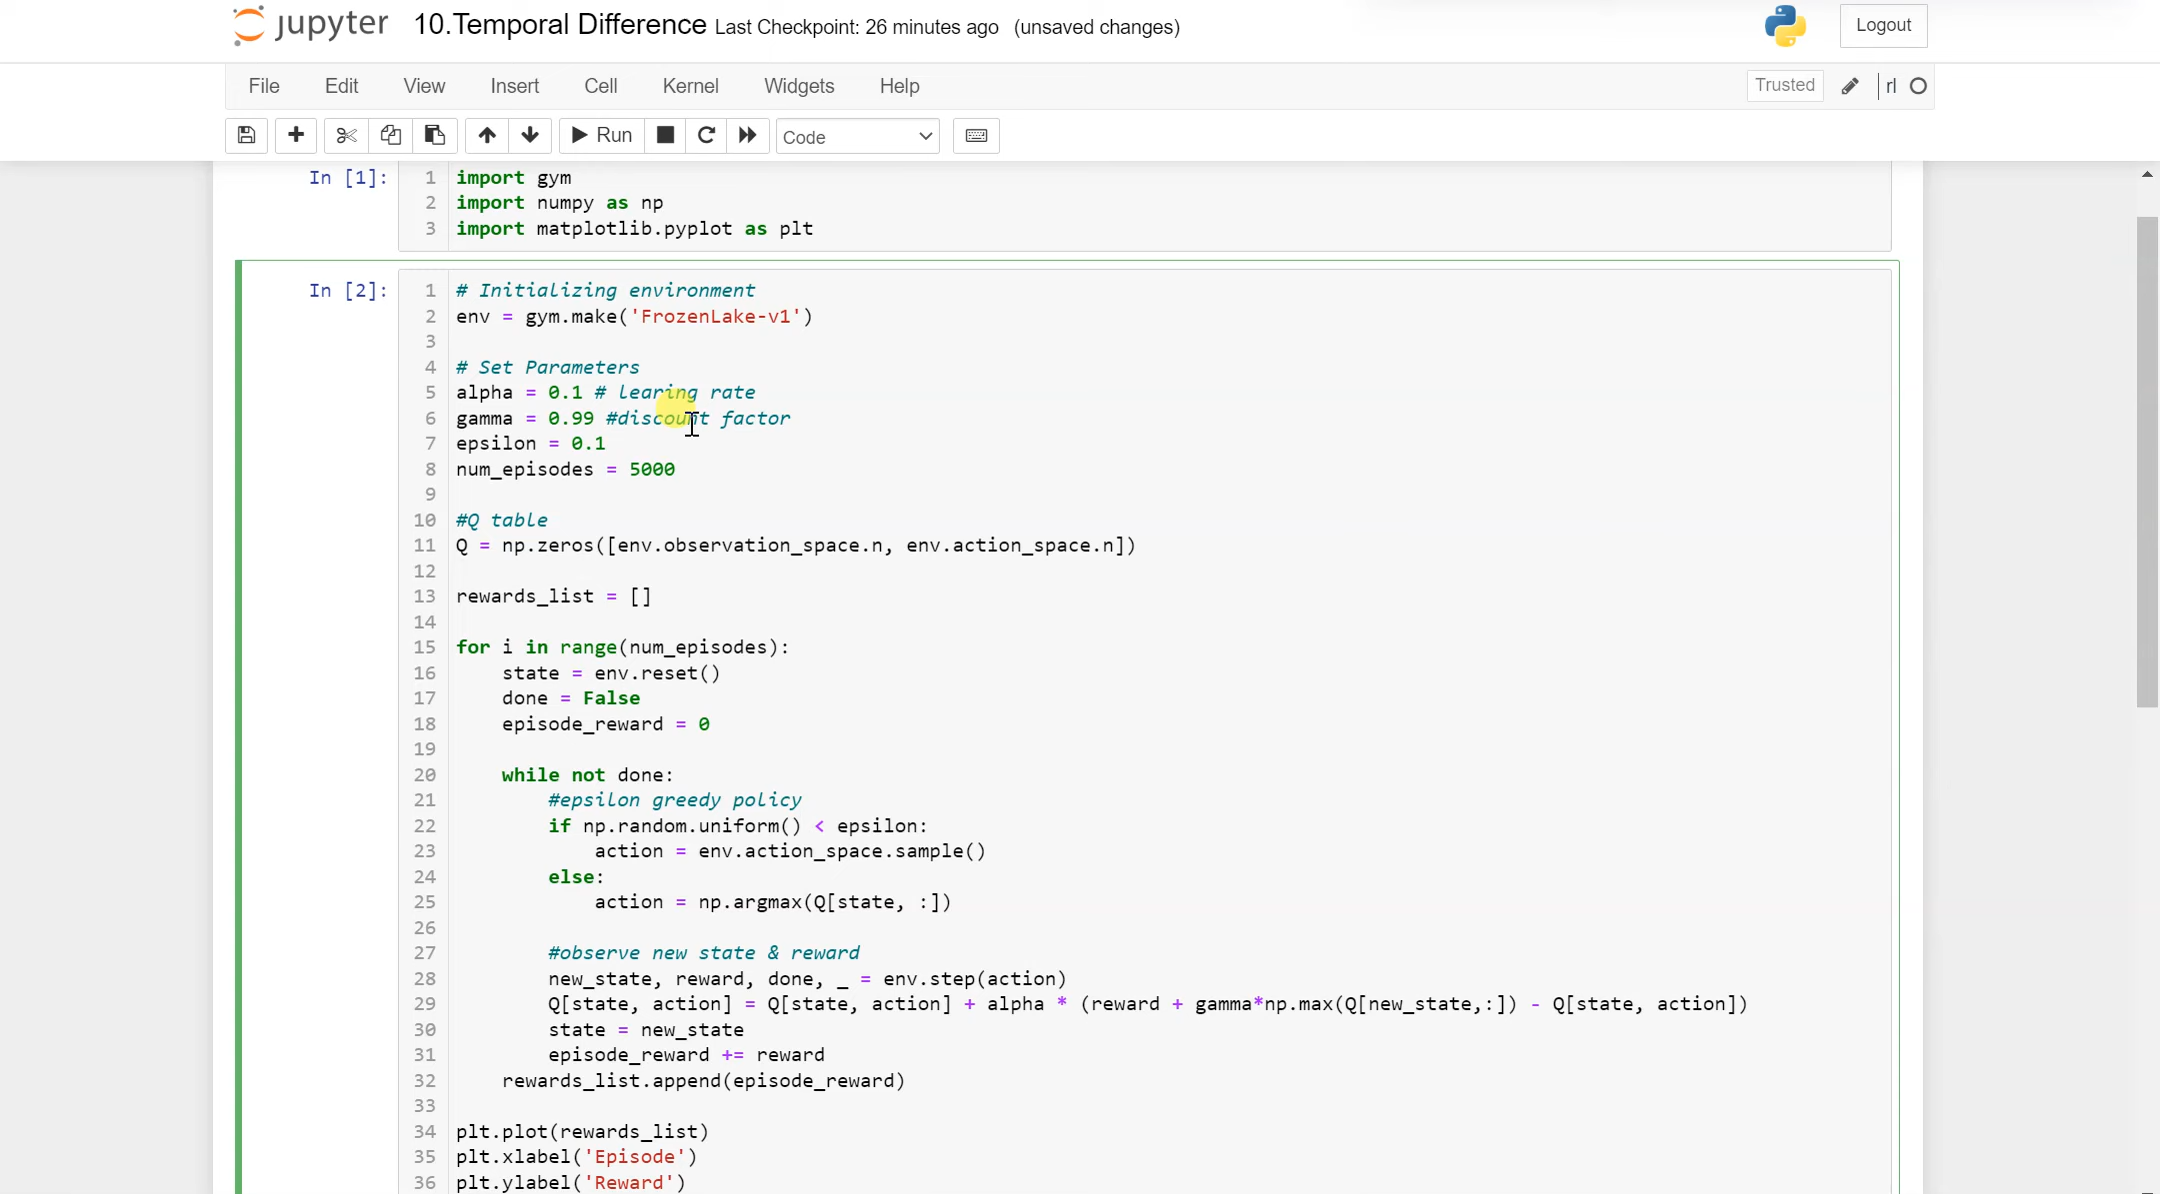 jupyter 10.Temporal Difference Last Checkpoint: 26 minutes ago (unsaved changes) Logout
File Edit View Insert Cell Kernel Widgets Help Trusted rl
Run Code
In [1]:
1 import gym
2 import numpy as np
3 import matplotlib.pyplot as plt
In [2]:
1 # Initializing environment
2 env = gym.make('FrozenLake-v1')
3
4 # Set Parameters
5 alpha = 0.1 # learing rate
6 gamma = 0.99 #discount factor
7 epsilon = 0.1
8 num_episodes = 5000
9
10 #Q table
11 Q = np.zeros([env.observation_space.n, env.action_space.n])
12
13 rewards_list = []
14
15 for i in range(num_episodes):
16     state = env.reset()
17     done = False
18     episode_reward = 0
19
20     while not done:
21         #epsilon greedy policy
22         if np.random.uniform() < epsilon:
23             action = env.action_space.sample()
24         else:
25             action = np.argmax(Q[state, :])
26
27         #observe new state & reward
28         new_state, reward, done, _ = env.step(action)
29         Q[state, action] = Q[state, action] + alpha * (reward + gamma*np.max(Q[new_state,:]) - Q[state, action])
30         state = new_state
31         episode_reward += reward
32     rewards_list.append(episode_reward)
33
34 plt.plot(rewards_list)
35 plt.xlabel('Episode')
36 plt.ylabel('Reward')